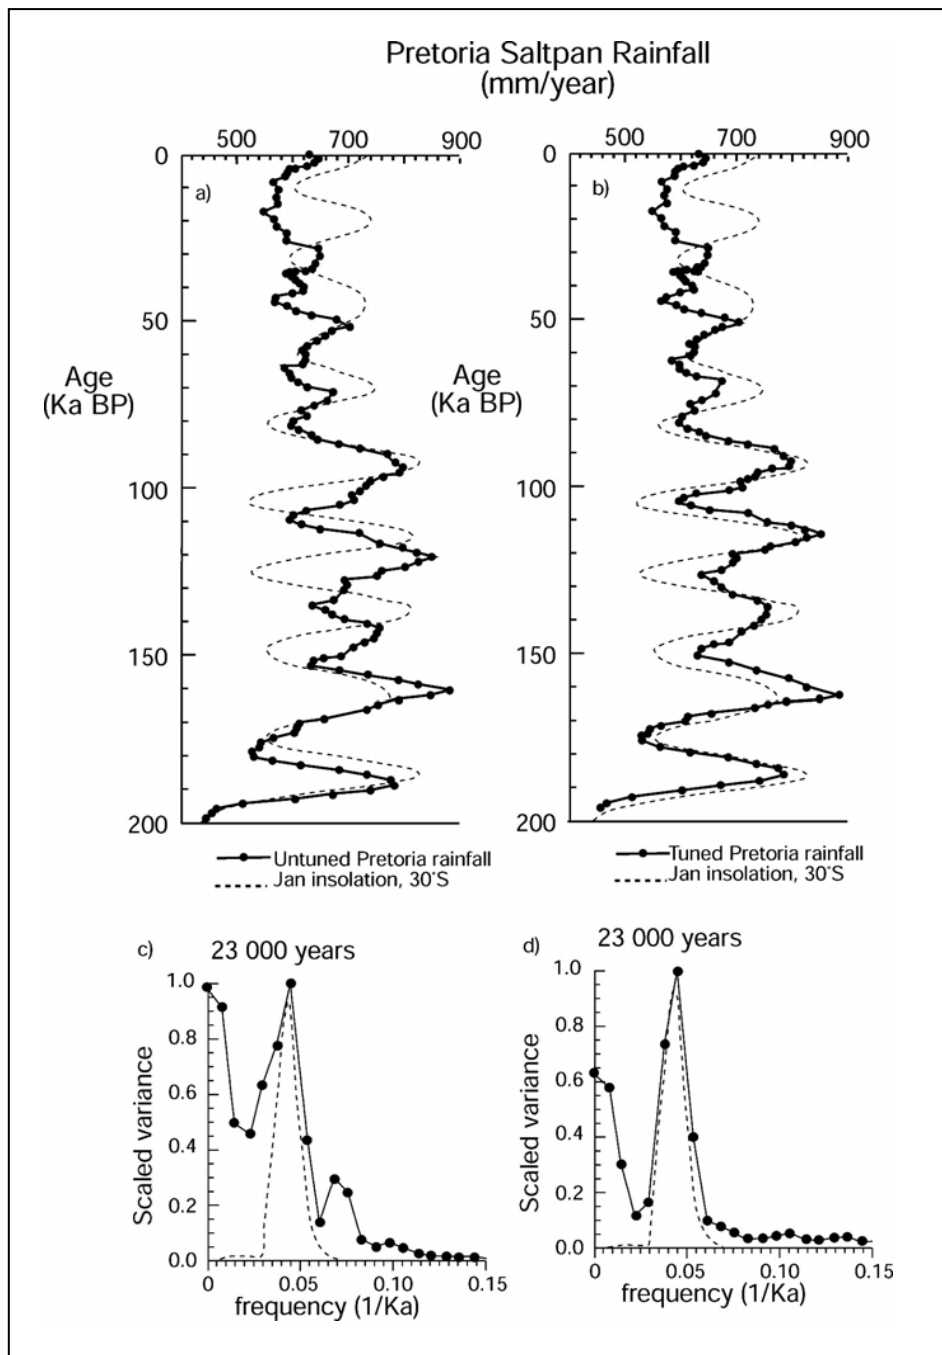 Pretoria Saltpan Rainfall
(mm/year)
500 700 900
0
a)
50
Age
(Ka BP)
100
Age
(Ka BP)
150
200
Untuned Pretoria rainfall
Jan insolation, 30°S
500 700 900
0
b)
50
Age
(Ka BP)
100
150
200
Tuned Pretoria rainfall
Jan insolation, 30°S
c) 23 000 years
1.0
0.8
0.6
0.4
0.2
0.0
Scaled variance
0 0.05 0.10 0.15
frequency (1/Ka)
d) 23 000 years
1.0
0.8
0.6
0.4
0.2
0.0
Scaled variance
0 0.05 0.10 0.15
frequency (1/Ka)